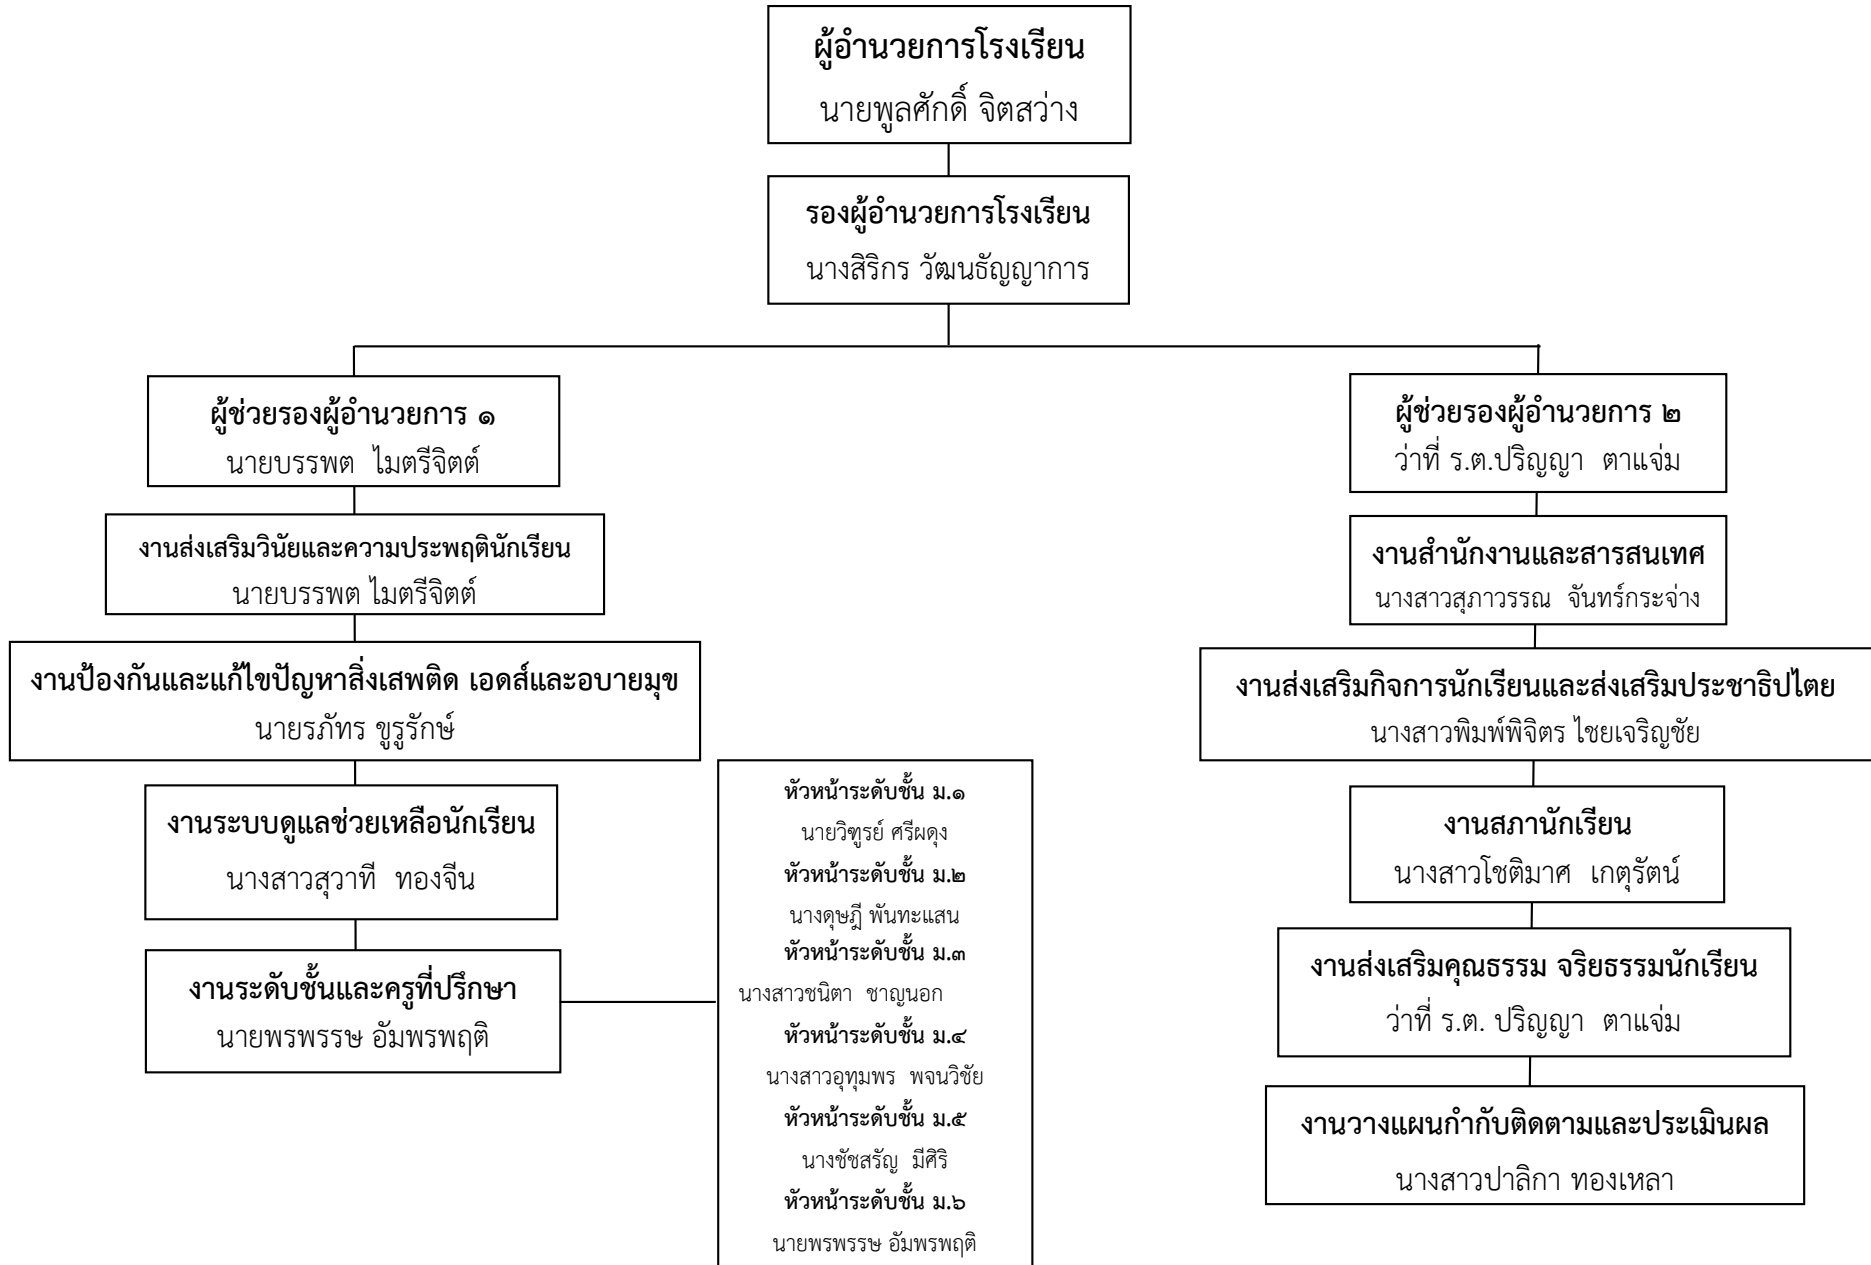 ผู้อำนวยการโรงเรียน
นายพูลศักดิ์ จิตสว่าง
รองผู้อำนวยการโรงเรียน
นางสิริกร วัฒนธัญญาการ
ผู้ช่วยรองผู้อำนวยการ ๑
นายบรรพต ไมตรีจิตต์
งานส่งเสริมวินัยและความประพฤตินักเรียน
นายบรรพต ไมตรีจิตต์
งานป้องกันและแก้ไขปัญหาสิ่งเสพติด เอดส์และอบายมุข
นายรภัทร ขูรูรักษ์
งานระบบดูแลช่วยเหลือนักเรียน
นางสาวสุวาที ทองจีน
งานระดับชั้นและครูที่ปรึกษา
นายพรพรรษ อัมพรพฤติ
หัวหน้าระดับชั้น ม.๑
นายวิฑูรย์ ศรีผดุง
หัวหน้าระดับชั้น ม.๒
นางดุษฎี พันทะแสน
หัวหน้าระดับชั้น ม.๓
นางสาวชนิตา ชาญนอก
หัวหน้าระดับชั้น ม.๔
นางสาวอุทุมพร พจนวิชัย
หัวหน้าระดับชั้น ม.๕
นางชัชสรัญ มีศิริ
หัวหน้าระดับชั้น ม.๖
นายพรพรรษ อัมพรพฤติ
ผู้ช่วยรองผู้อำนวยการ ๒
ว่าที่ ร.ต.ปริญญา ตาแจ่ม
งานสำนักงานและสารสนเทศ
นางสาวสุภาวรรณ จันทร์กระจ่าง
งานส่งเสริมกิจการนักเรียนและส่งเสริมประชาธิปไตย
นางสาวพิมพ์พิจิตร ไชยเจริญชัย
งานสภานักเรียน
นางสาวโชติมาศ เกตุรัตน์
งานส่งเสริมคุณธรรม จริยธรรมนักเรียน
ว่าที่ ร.ต. ปริญญา ตาแจ่ม
งานวางแผนกำกับติดตามและประเมินผล
นางสาวปาลิกา ทองเหลา